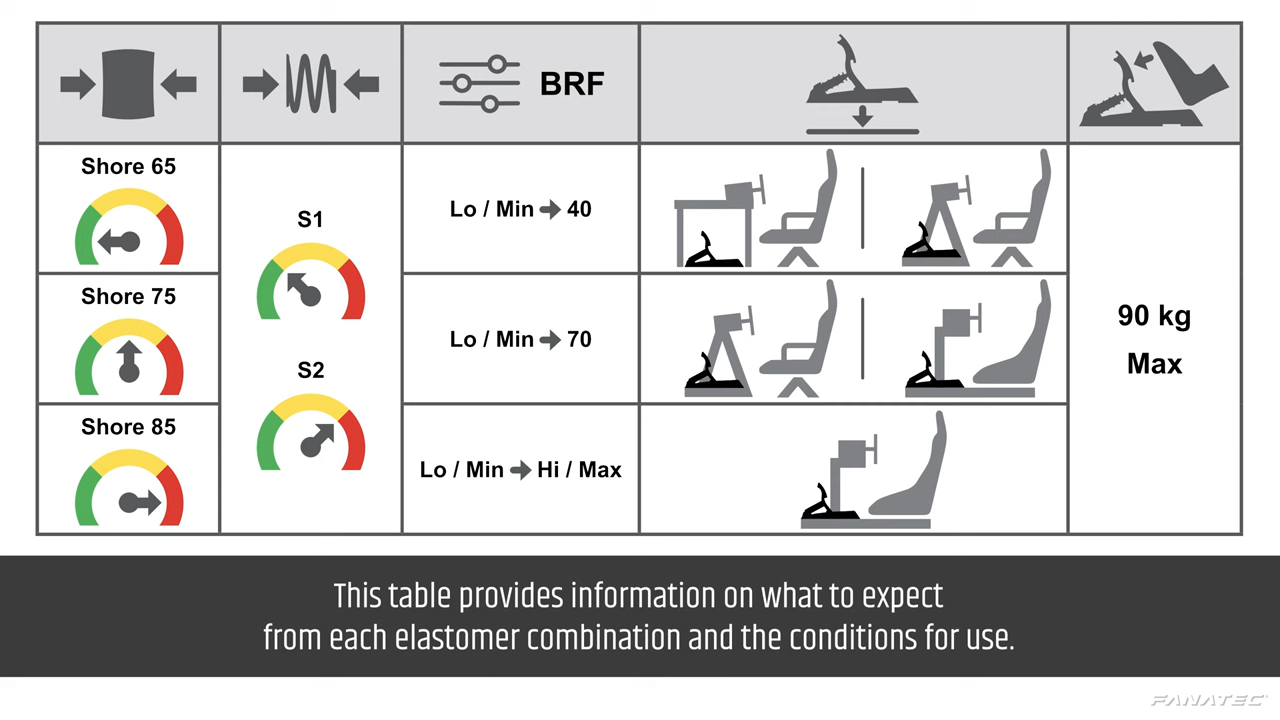 BRF
Shore 65
S1
Lo / Min → 40
Shore 75
Lo / Min → 70
90 kg
Max
S2
Shore 85
Lo / Min → Hi / Max
This table provides information on what to expect
from each elastomer combination and the conditions for use.
FANATEC